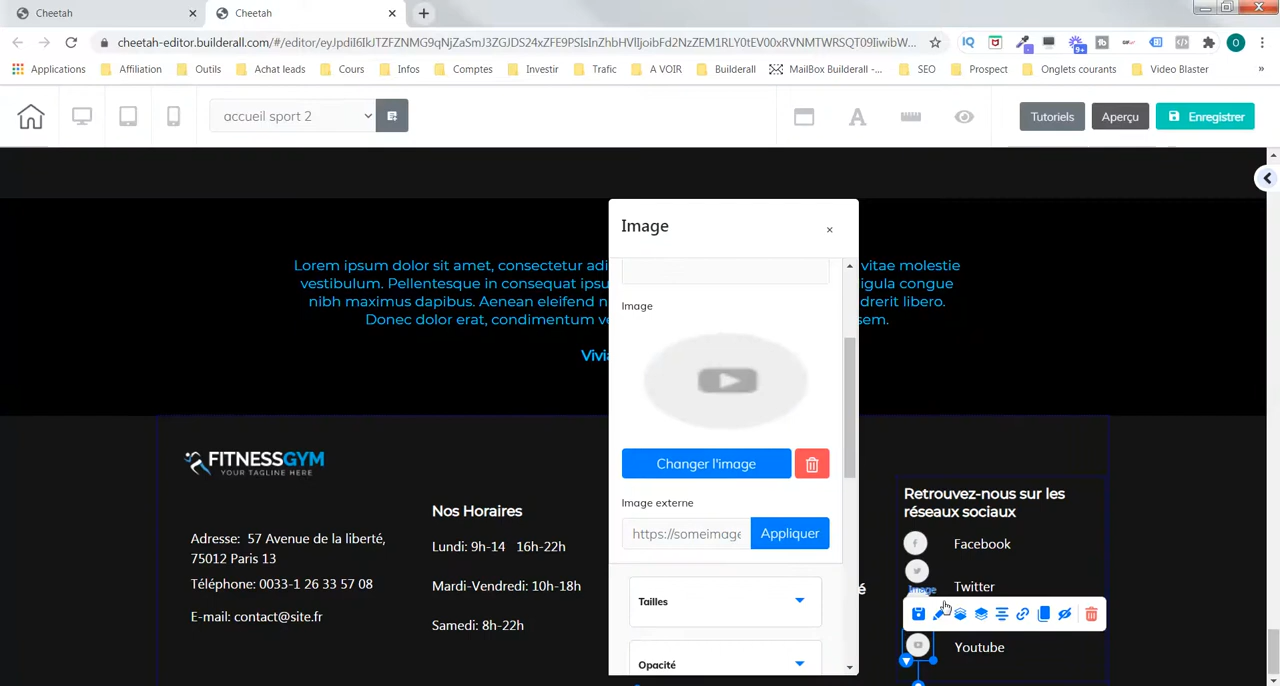 Cheetah
Cheetah
cheetah-editor.builderall.com/#/editor/eyJpdiI6IkJTZFZNMG9qNjZaSmJ3ZGtDS24xZFE9PSIsInZhbHVlIjoibFd2NzZEM1RLY0tEV00xRVNMTWRSQT09IiwibW...
Applications
Affiliation
Outils
Achat leads
Cours
Infos
Comptes
Investir
Trafic
A VOIR
Builderall
MailBox Builderall -...
SEO
Prospect
Onglets courants
Video Blaster
accueil sport 2
Tutoriels
Aperçu
Enregistrer
Image
Lorem ipsum dolor sit amet, consectetur adi
vitae molestie
vestibulum. Pellentesque in consequat ipsu
igula congue
nibh maximus dapibus. Aenean eleifend n
drerit libero.
Donec dolor erat, condimentum ve
sem.
Vivia
Image
Changer l'image
Image externe
https://someimage
Appliquer
Tailles
Opacité
FITNESSGYM
YOUR TAGLINE HERE
Adresse: 57 Avenue de la liberté,
75012 Paris 13
Téléphone: 0033-1 26 33 57 08
E-mail: contact@site.fr
Nos Horaires
Lundi: 9h-14 16h-22h
Mardi-Vendredi: 10h-18h
Samedi: 8h-22h
é
Retrouvez-nous sur les
réseaux sociaux
Facebook
Twitter
Image
Youtube